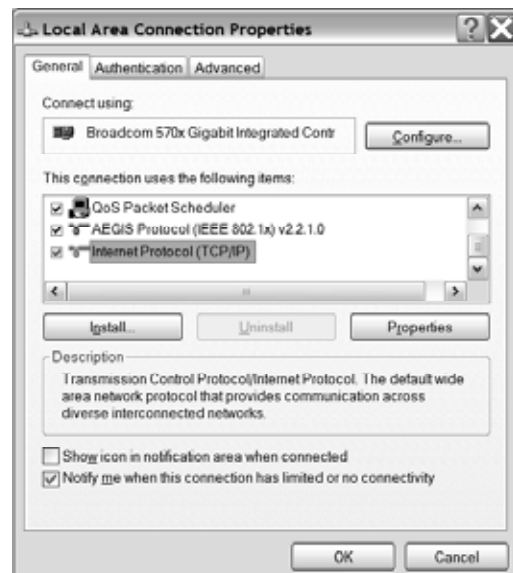 Local Area Connection Properties
General Authentication Advanced
Connect using:
Broadcom 570x Gigabit Integrated Contr
Configure...
This connection uses the following items:
QoS Packet Scheduler
AEGIS Protocol (IEEE 802.1x) v2.2.1.0
Internet Protocol (TCP/IP)
Install... Uninstall Properties
Description
Transmission Control Protocol/Internet Protocol. The default wide
area network protocol that provides communication across
diverse interconnected networks.
Show icon in notification area when connected
Notify me when this connection has limited or no connectivity
OK Cancel